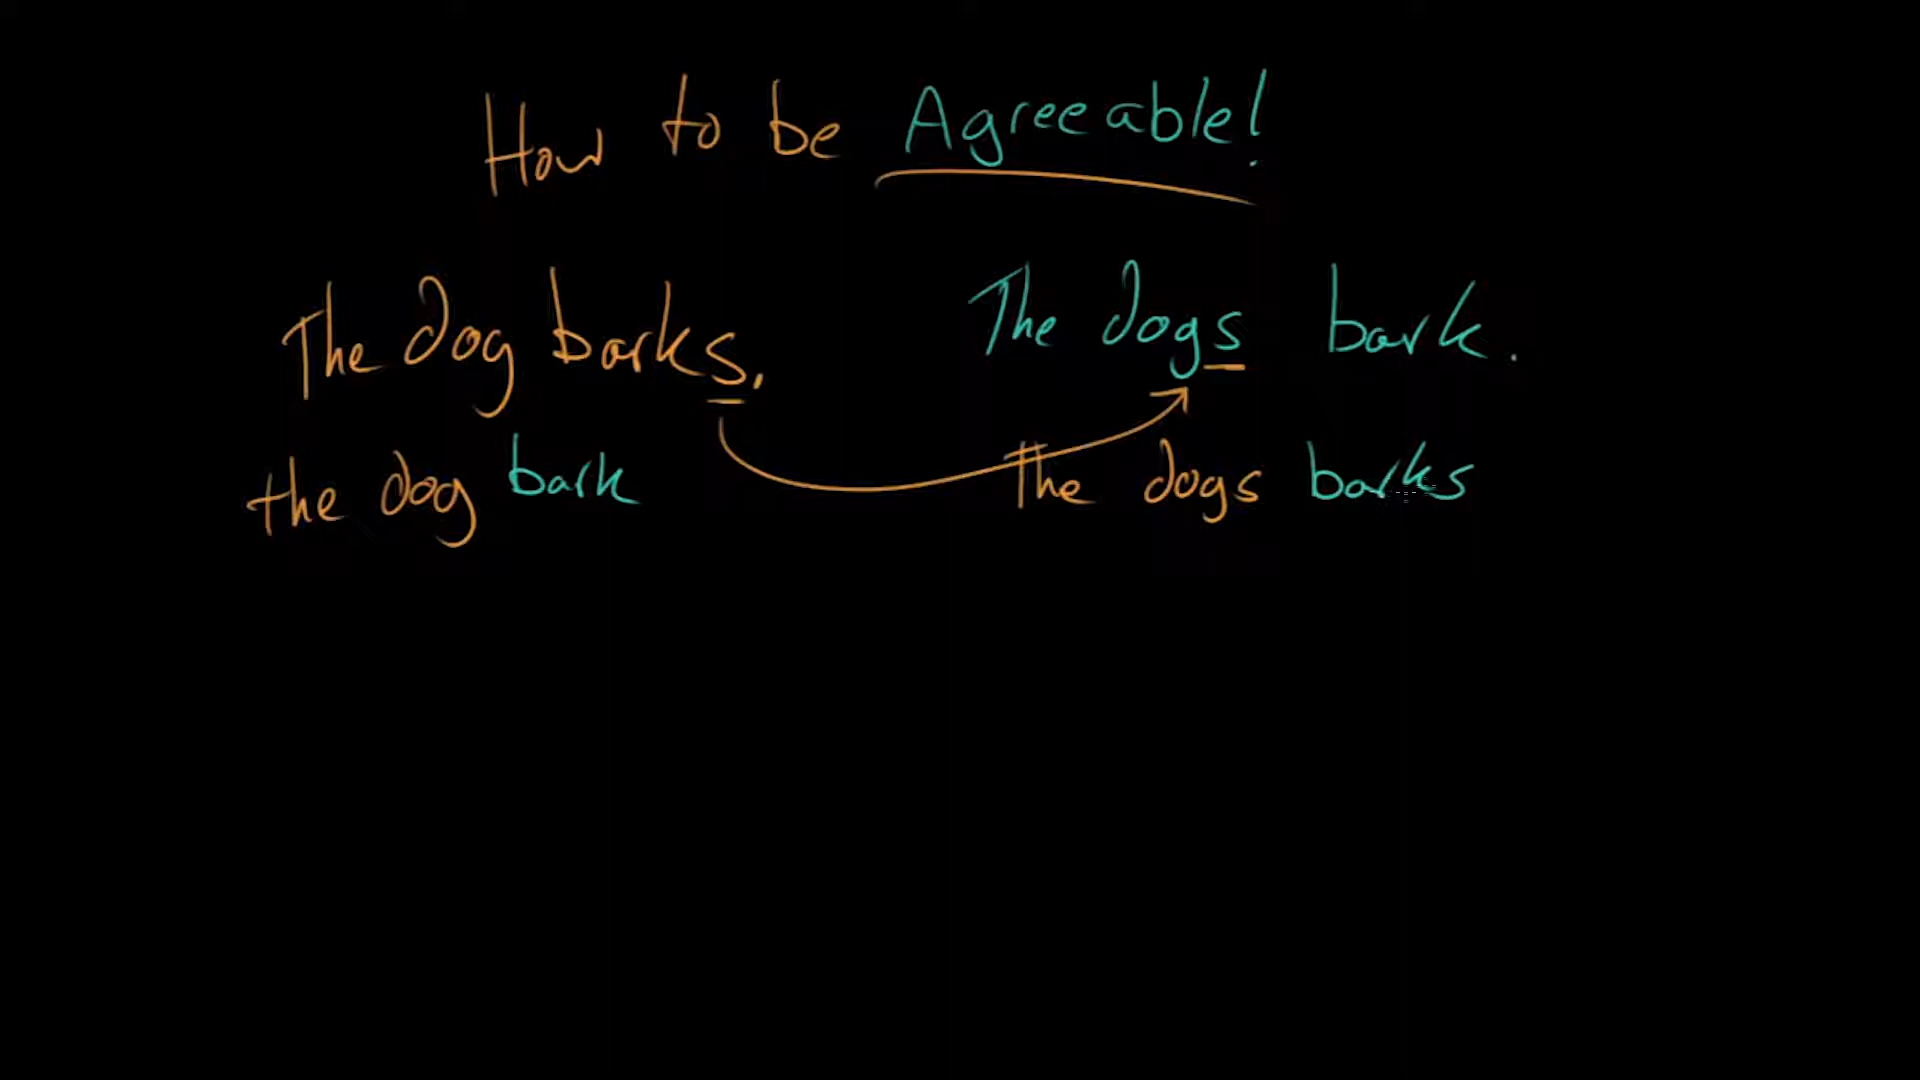 How to be Agreeable!
The dog barks.
The dogs bark.
the dog bark
The dogs barks